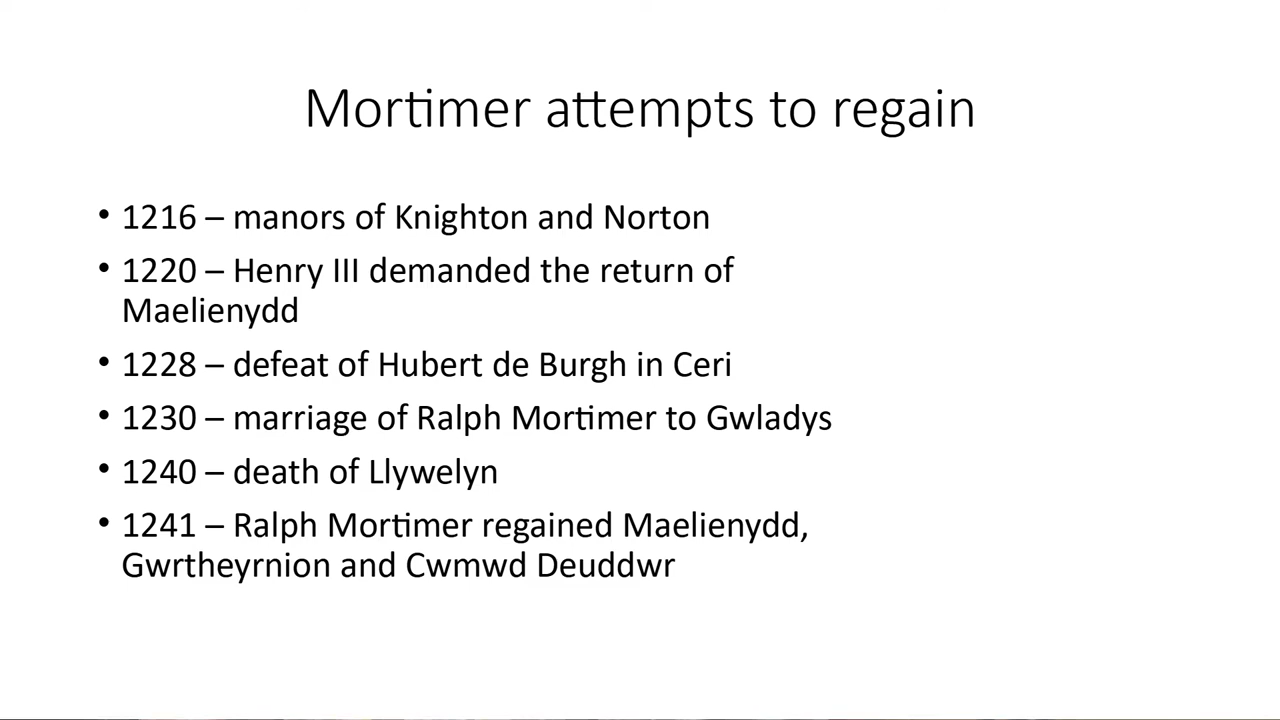 Mortimer attempts to regain
• 1216 – manors of Knighton and Norton
• 1220 – Henry III demanded the return of
Maelienydd
• 1228 – defeat of Hubert de Burgh in Ceri
• 1230 – marriage of Ralph Mortimer to Gwladys
• 1240 – death of Llywelyn
• 1241 – Ralph Mortimer regained Maelienydd,
Gwrtheyrnion and Cwmwd Deuddwr